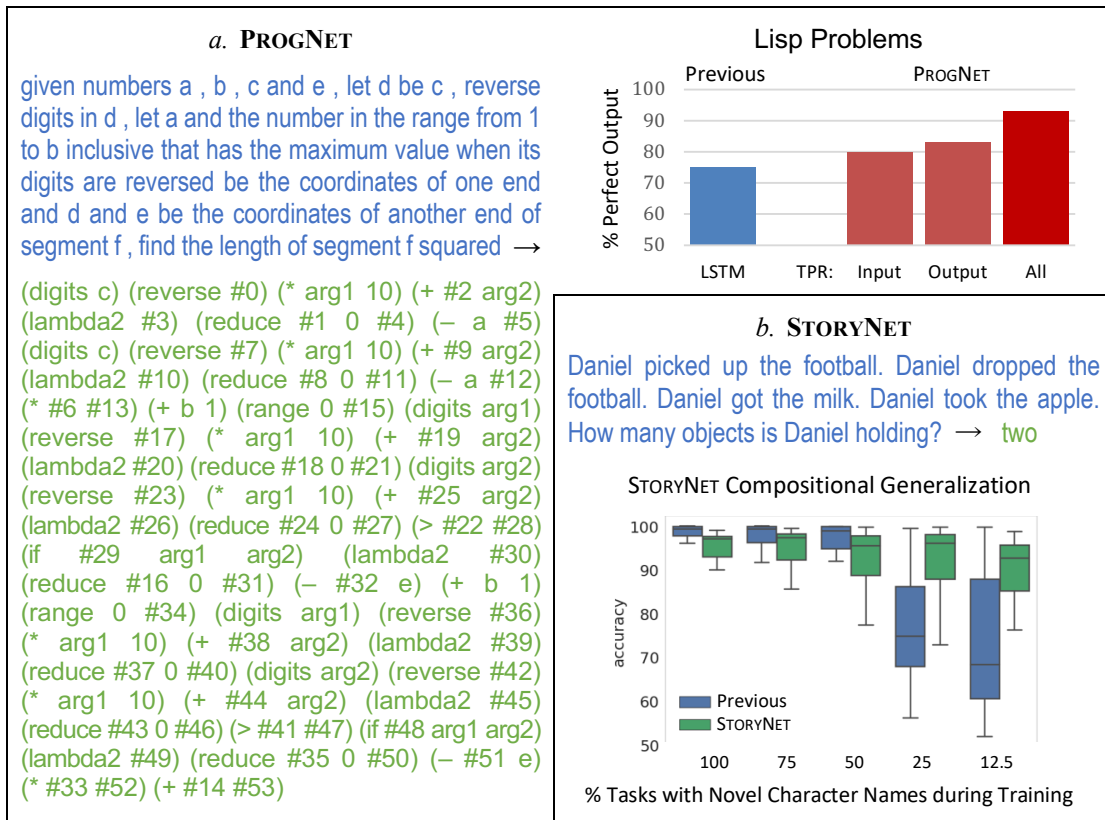 a. PROGNET
given numbers a , b , c and e , let d be c , reverse
digits in d , let a and the number in the range from 1
to b inclusive that has the maximum value when its
digits are reversed be the coordinates of one end
and d and e be the coordinates of another end of
segment f , find the length of segment f squared →
(digits c) (reverse #0) (* arg1 10) (+ #2 arg2)
(lambda2 #3) (reduce #1 0 #4) (– a #5)
(digits c) (reverse #7) (* arg1 10) (+ #9 arg2)
(lambda2 #10) (reduce #8 0 #11) (– a #12)
(* #6 #13) (+ b 1) (range 0 #15) (digits arg1)
(reverse #17) (* arg1 10) (+ #19 arg2)
(lambda2 #20) (reduce #18 0 #21) (digits arg2)
(reverse #23) (* arg1 10) (+ #25 arg2)
(lambda2 #26) (reduce #24 0 #27) (> #22 #28)
(if #29 arg1 arg2) (lambda2 #30)
(reduce #16 0 #31) (– #32 e) (+ b 1)
(range 0 #34) (digits arg1) (reverse #36)
(* arg1 10) (+ #38 arg2) (lambda2 #39)
(reduce #37 0 #40) (digits arg2) (reverse #42)
(* arg1 10) (+ #44 arg2) (lambda2 #45)
(reduce #43 0 #46) (> #41 #47) (if #48 arg1 arg2)
(lambda2 #49) (reduce #35 0 #50) (– #51 e)
(* #33 #52) (+ #14 #53)
Lisp Problems
Previous PROGNET
% Perfect Output
100
90
80
70
60
50
LSTM TPR: Input Output All
b. STORYNET
Daniel picked up the football. Daniel dropped the
football. Daniel got the milk. Daniel took the apple.
How many objects is Daniel holding? → two
STORYNET Compositional Generalization
accuracy
100
90
80
70
60
50
Previous
STORYNET
100 75 50 25 12.5
% Tasks with Novel Character Names during Training